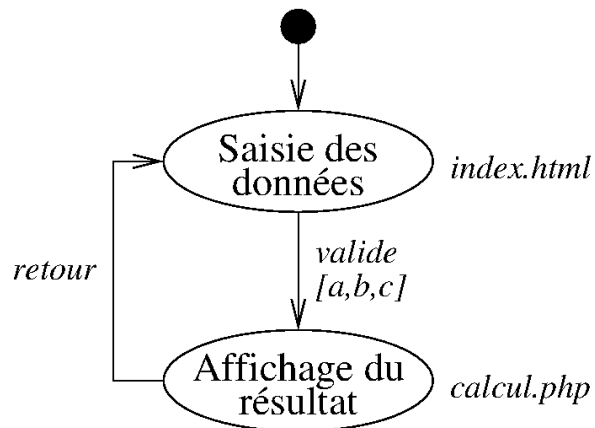 Saisie des
données
index.html
valide
[a,b,c]
retour
Affichage du
résultat
calcul.php